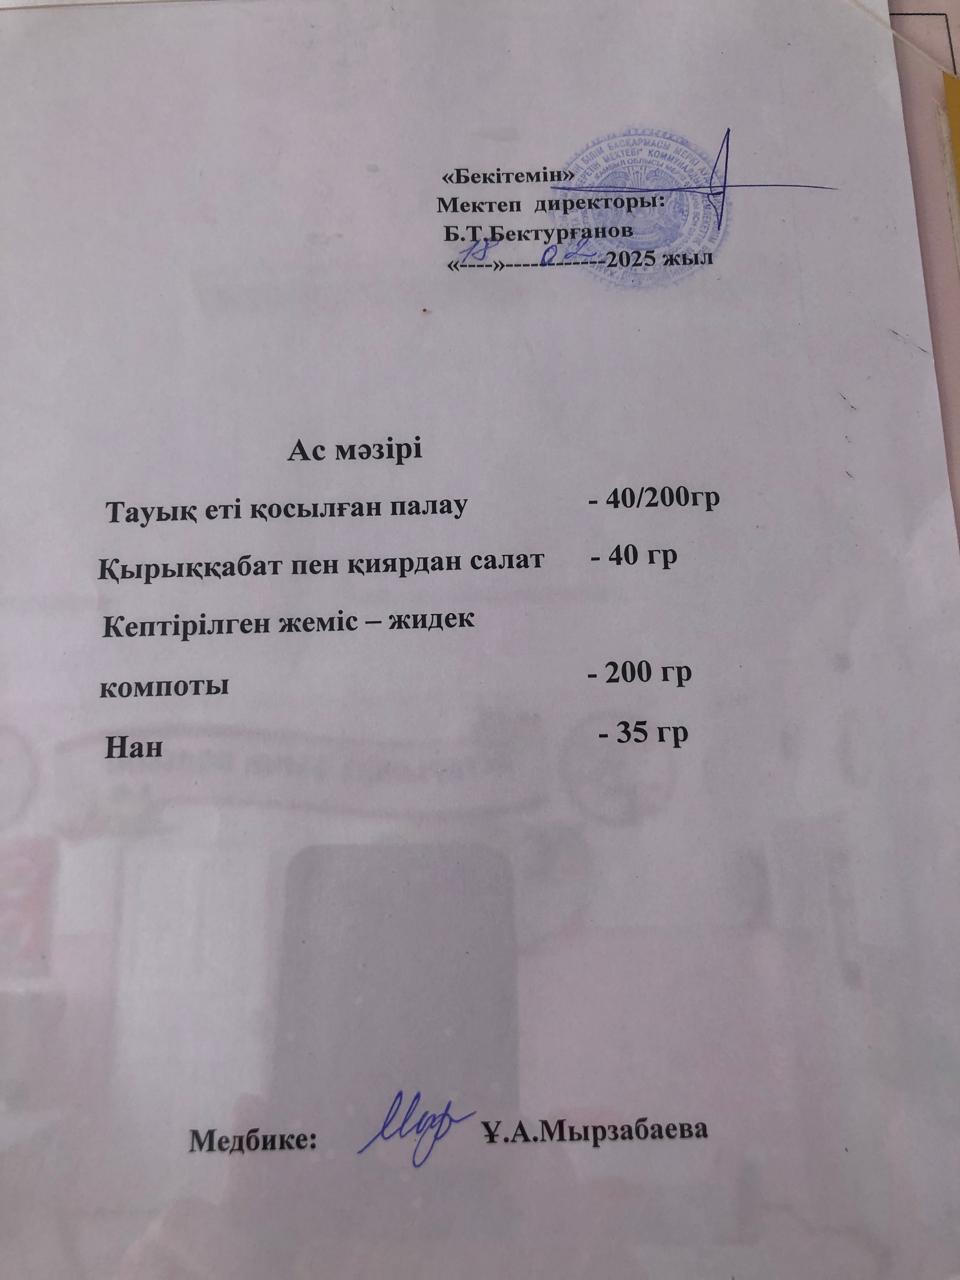 «Бекітемін»
Мектеп директоры:
Б.Т.Бектурғанов
«18»------02------2025 жыл
Ас мәзірі
Тауық еті қосылған палау - 40/200гр
Қырыққабат пен қиярдан салат - 40 гр
Кептірілген жеміс – жидек
компоты - 200 гр
Нан - 35 гр
Медбике: Ұ.А.Мырзабаева